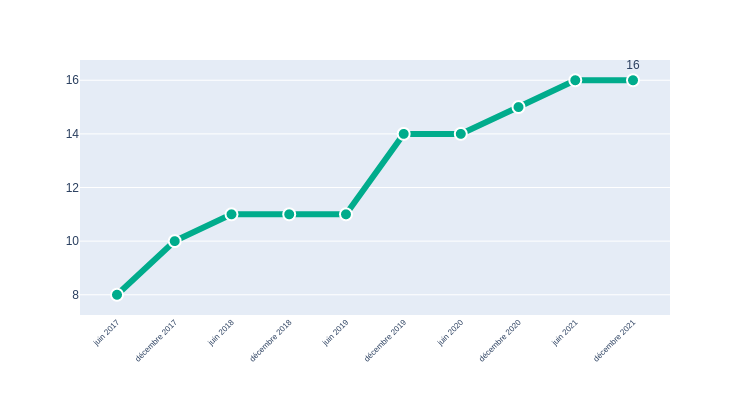 16
16
14
12
10
8
juin 2017
décembre 2017
juin 2018
décembre 2018
juin 2019
décembre 2019
juin 2020
décembre 2020
juin 2021
décembre 2021